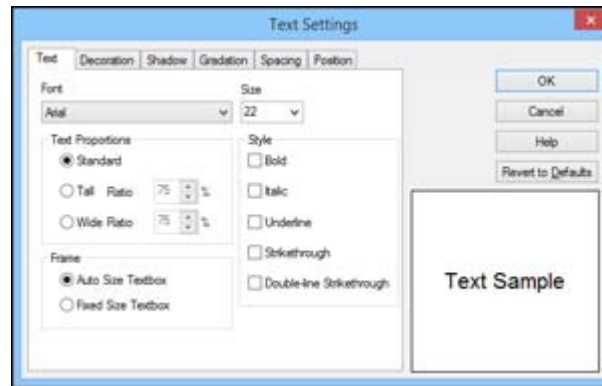 Text Settings
Text Decoration Shadow Gradation Spacing Position
Font
Arial
Size
22
Text Proportions
Standard
Tall Ratio 75 %
Wide Ratio 75 %
Frame
Auto Size Textbox
Fixed Size Textbox
Style
Bold
Italic
Underline
Strikethrough
Double-line Strikethrough
OK
Cancel
Help
Revert to Defaults
Text Sample